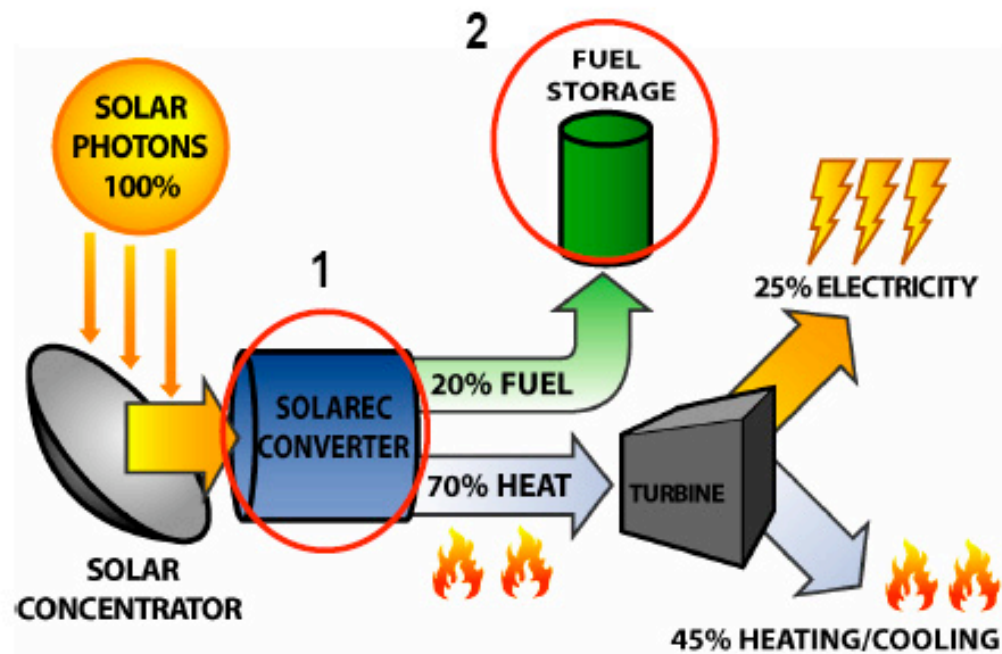 2
FUEL
STORAGE
SOLAR
PHOTONS
100%
1
25% ELECTRICITY
20% FUEL
SOLAREC
CONVERTER
70% HEAT
TURBINE
SOLAR
CONCENTRATOR
45% HEATING/COOLING